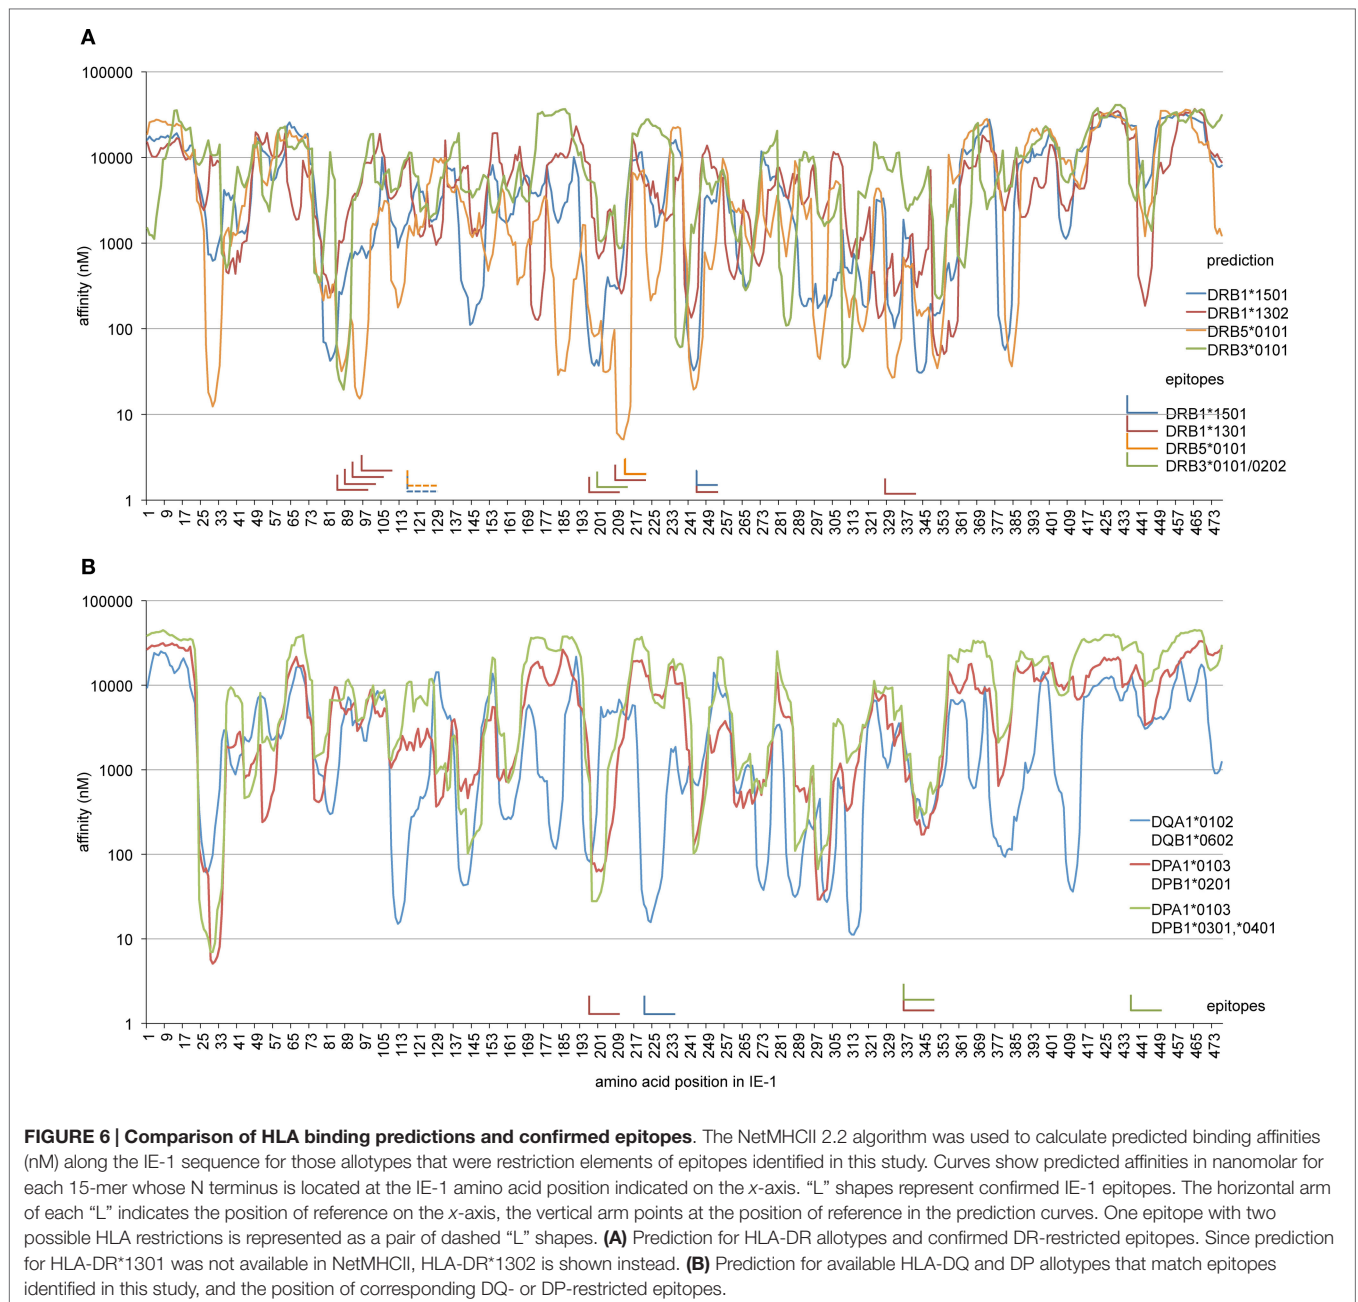 A
100000
10000
1000
100
10
1
affinity (nM)
prediction
DRB1*1501
DRB1*1302
DRB5*0101
DRB3*0101
epitopes
DRB1*1501
DRB1*1301
DRB5*0101
DRB3*0101/0202
1 9 17 25 33 41 49 57 65 73 81 89 97 105 113 121 129 137 145 153 161 169 177 185 193 201 209 217 225 233 241 249 257 265 273 281 289 297 305 313 321 329 337 345 353 361 369 377 385 393 401 409 417 425 433 441 449 457 465 473
B
100000
10000
1000
100
10
1
affinity (nM)
DQA1*0102
DQB1*0602
DPA1*0103
DPB1*0201
DPA1*0103
DPB1*0301,*0401
epitopes
1 9 17 25 33 41 49 57 65 73 81 89 97 105 113 121 129 137 145 153 161 169 177 185 193 201 209 217 225 233 241 249 257 265 273 281 289 297 305 313 321 329 337 345 353 361 369 377 385 393 401 409 417 425 433 441 449 457 465 473
amino acid position in IE-1
FIGURE 6 | Comparison of HLA binding predictions and confirmed epitopes. The NetMHCII 2.2 algorithm was used to calculate predicted binding affinities
(nM) along the IE-1 sequence for those allotypes that were restriction elements of epitopes identified in this study. Curves show predicted affinities in nanomolar for
each 15-mer whose N terminus is located at the IE-1 amino acid position indicated on the x-axis. “L” shapes represent confirmed IE-1 epitopes. The horizontal arm
of each “L” indicates the position of reference on the x-axis, the vertical arm points at the position of reference in the prediction curves. One epitope with two
possible HLA restrictions is represented as a pair of dashed “L” shapes. (A) Prediction for HLA-DR allotypes and confirmed DR-restricted epitopes. Since prediction
for HLA-DR*1301 was not available in NetMHCII, HLA-DR*1302 is shown instead. (B) Prediction for available HLA-DQ and DP allotypes that match epitopes
identified in this study, and the position of corresponding DQ- or DP-restricted epitopes.